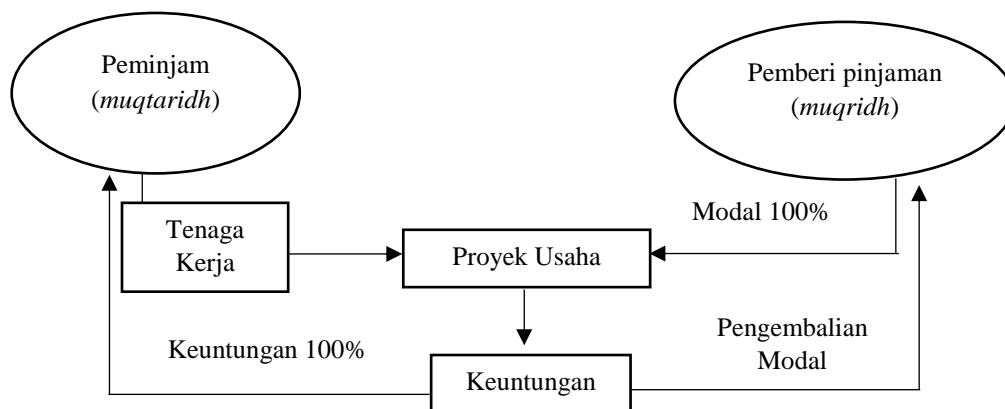 Peminjam
(muqtaridh)
Pemberi pinjaman
(muqridh)
Modal 100%
Tenaga
Kerja
Proyek Usaha
Pengembalian
Modal
Keuntungan 100%
Keuntungan